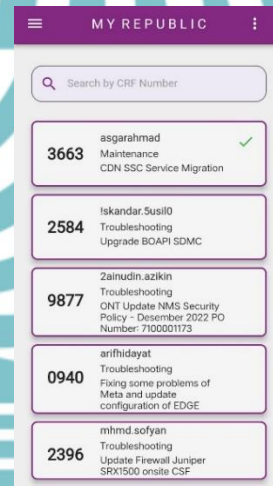 MY REPUBLIC
Search by CRF Number
asgarahmad
3663
Maintenance
CDN SSC Service Migration
!skandar.5usil0
2584
Troubleshooting
Upgrade BOAPI SDMC
2ainudin.azikin
Troubleshooting
9877
ONT Update NMS Security
Policy - Desember 2022 PO
Number: 7100001173
arifhidayat
Troubleshooting
0940
Fixing some problems of
Meta and update
configuration of EDGE
mhmd.sofyan
2396
Troubleshooting
Update Firewall Juniper
SRX1500 onsite CSF